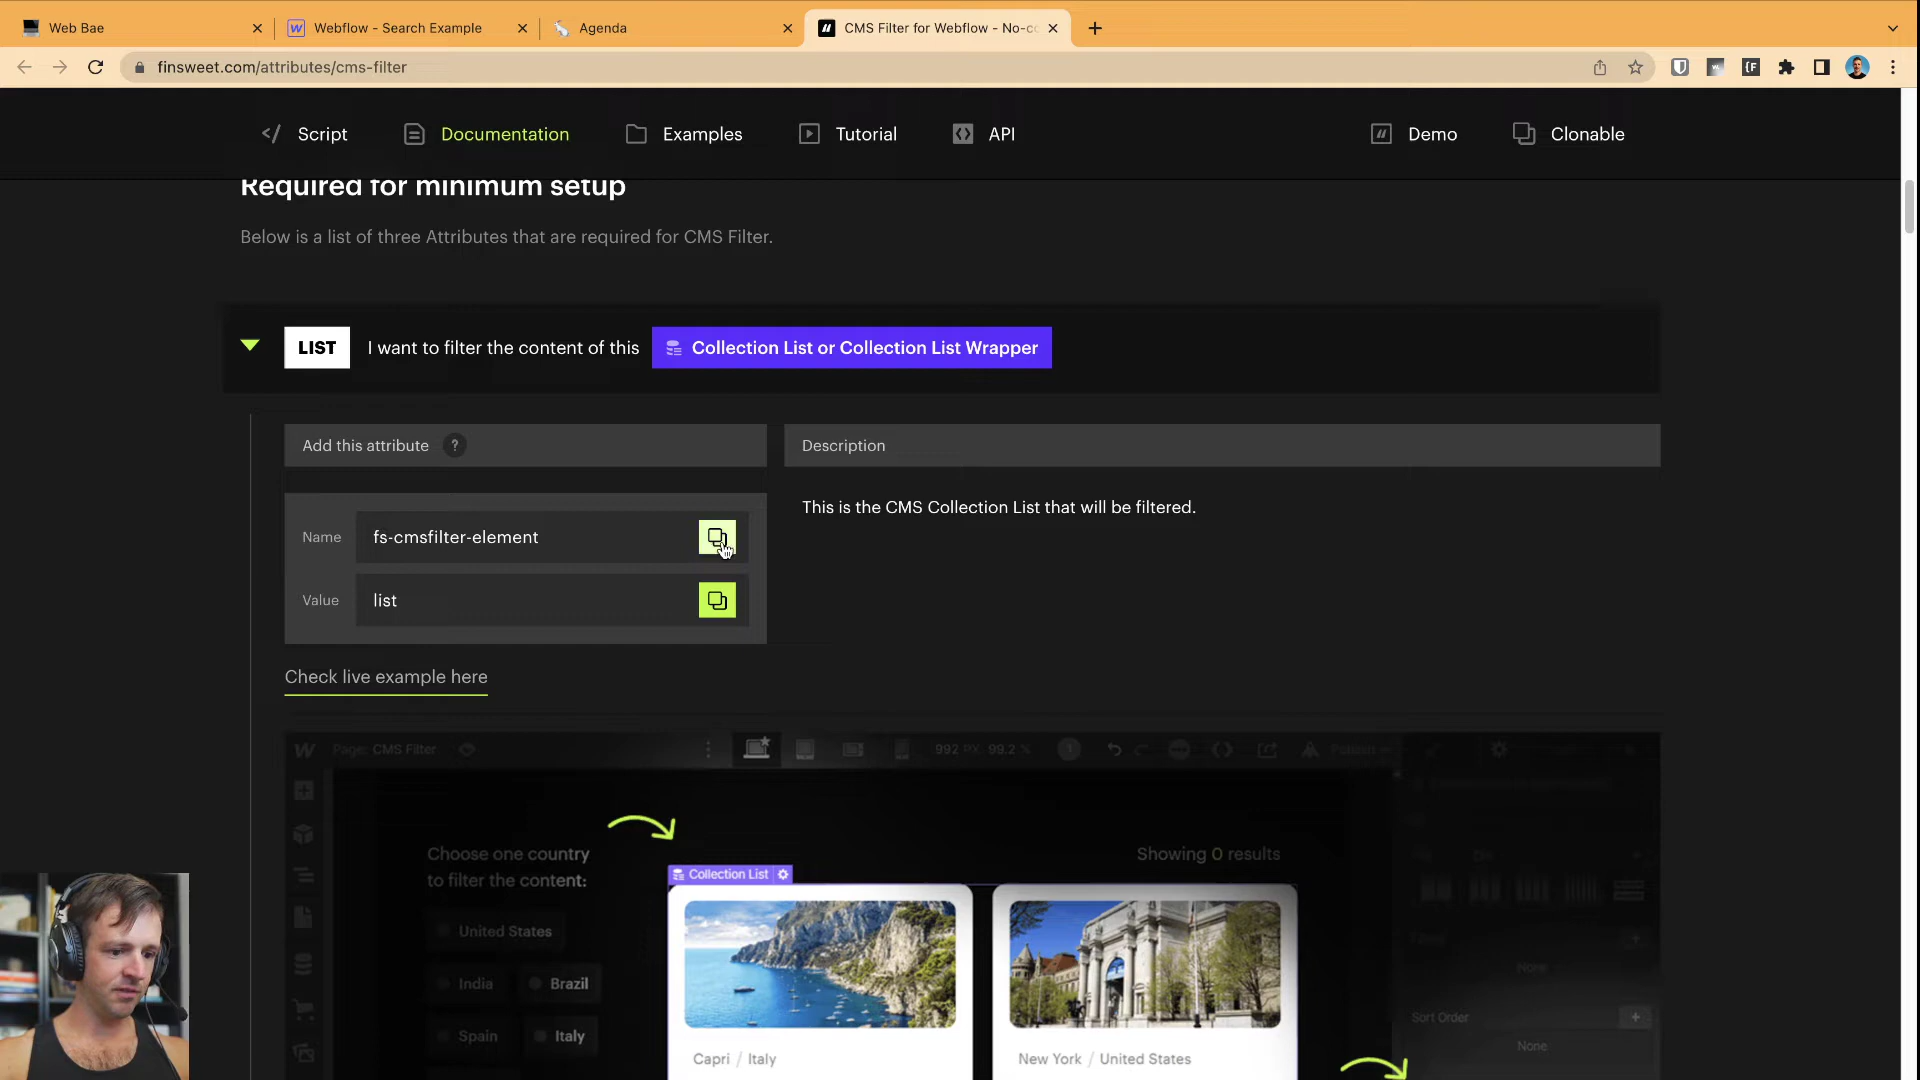 Web Bae
Webflow - Search Example
Agenda
CMS Filter for Webflow - No-c
finsweet.com/attributes/cms-filter
</> Script
Documentation
Examples
Tutorial
API
Demo
Clonable
Required for minimum setup
Below is a list of three Attributes that are required for CMS Filter.
LIST I want to filter the content of this Collection List or Collection List Wrapper
Add this attribute ?
Description
Name fs-cmsfilter-element
This is the CMS Collection List that will be filtered.
Value list
Check live example here
Page: CMS Filter
992 PX 99.2 %
1
Choose one country
to filter the content:
Showing 0 results
Collection List
United States
India
Brazil
Spain
Italy
Capri / Italy
New York / United States
None
Sort Order
None